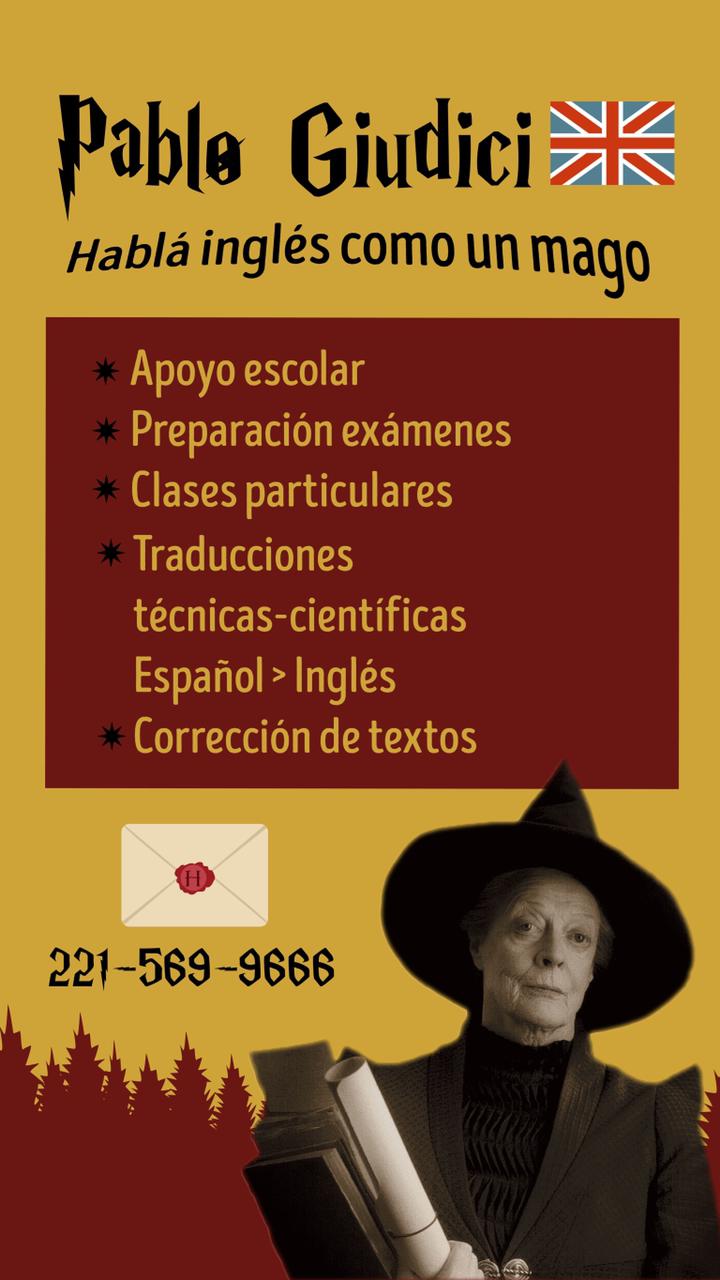 Pablo Giudici
Hablá inglés como un mago
Apoyo escolar
Preparación exámenes
Clases particulares
Traducciones
técnicas-científicas
Español > Inglés
Corrección de textos
H
221-569-9666